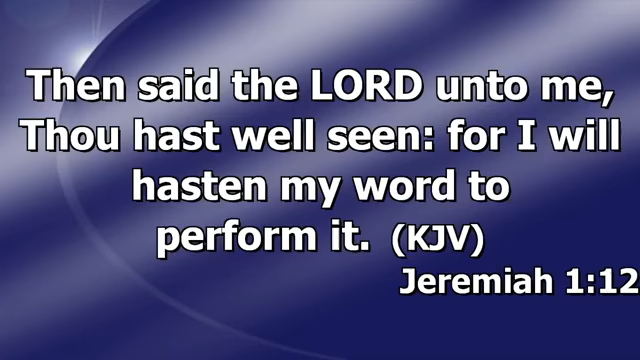 Then said the LORD unto me,
Thou hast well seen: for I will
hasten my word to
perform it. (KJV)
Jeremiah 1:12